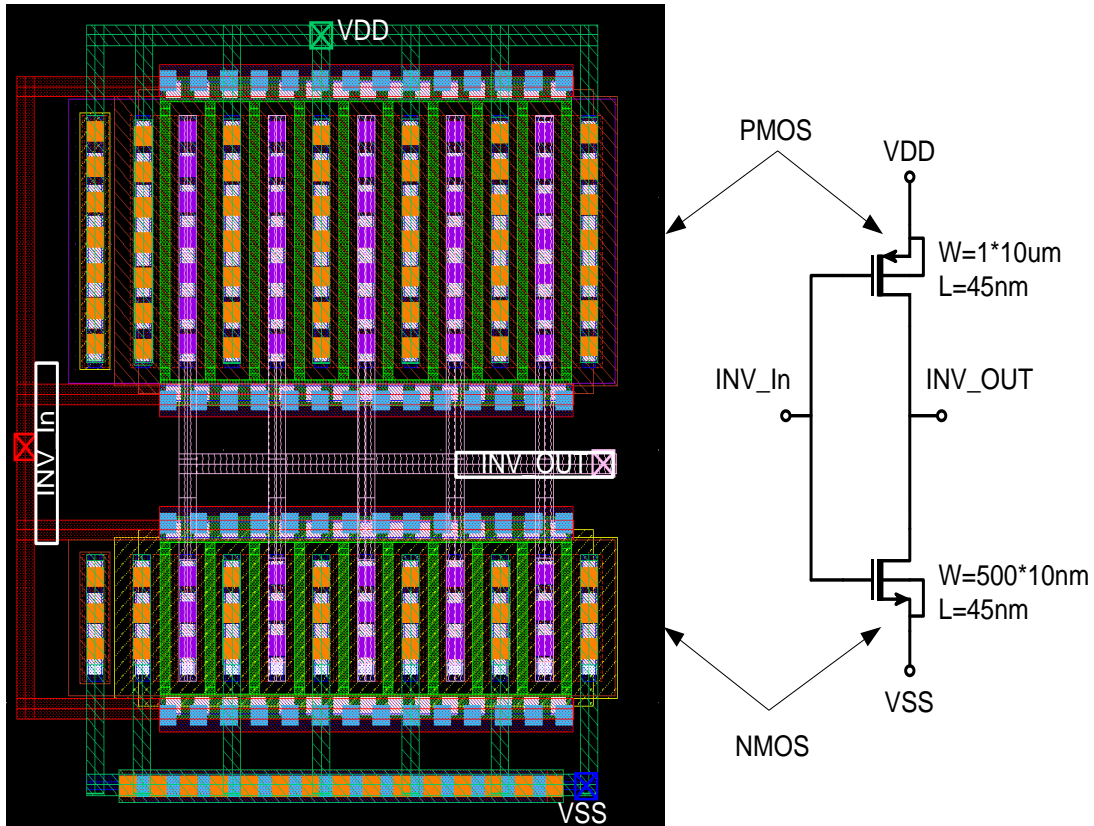 VDD
INV_In
INV_OUT
VSS
PMOS
VDD
W=1*10um
L=45nm
INV_In
INV_OUT
W=500*10nm
L=45nm
VSS
NMOS